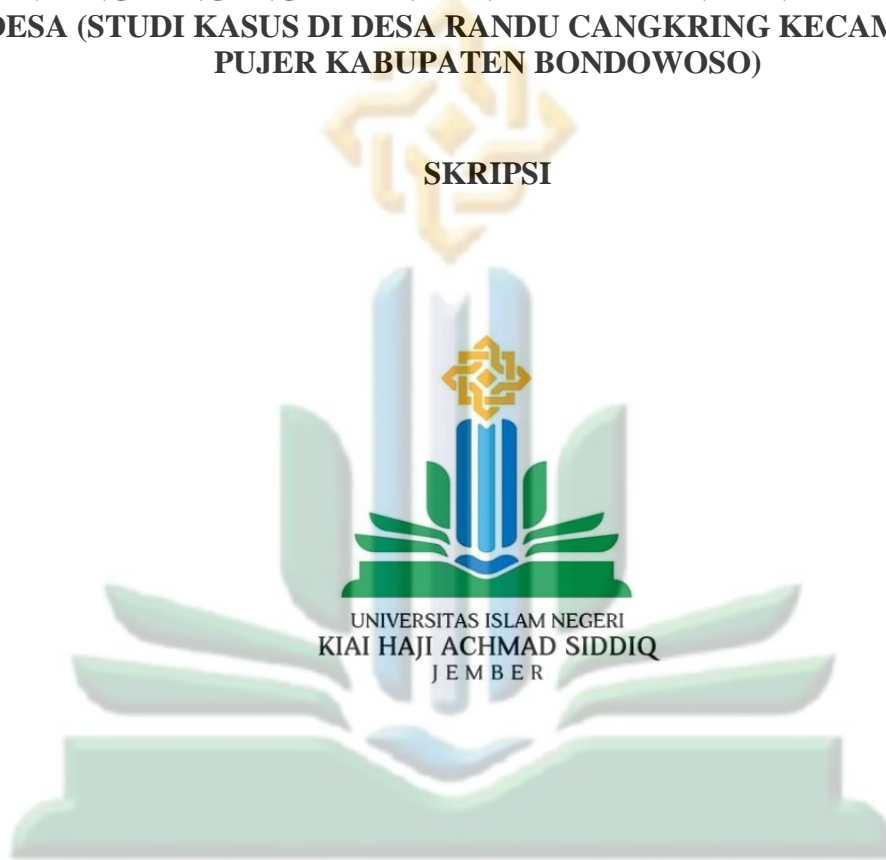 DESA (STUDI KASUS DI DESA RANDU CANGKRING KECAM
PUJER KABUPATEN BONDOWOSO)
SKRIPSI
UNIVERSITAS ISLAM NEGERI
KIAI HAJI ACHMAD SIDDIQ
JEMBER